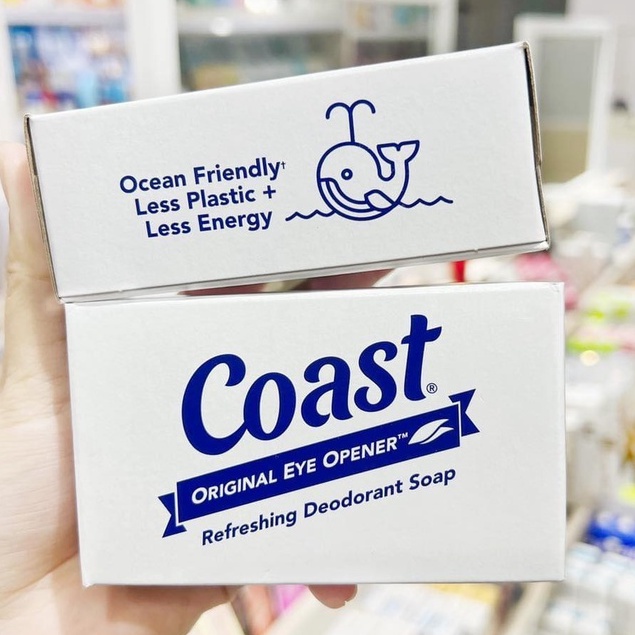 Ocean Friendly†
Less Plastic +
Less Energy
Coast®
ORIGINAL EYE OPENER™
Refreshing Deodorant Soap